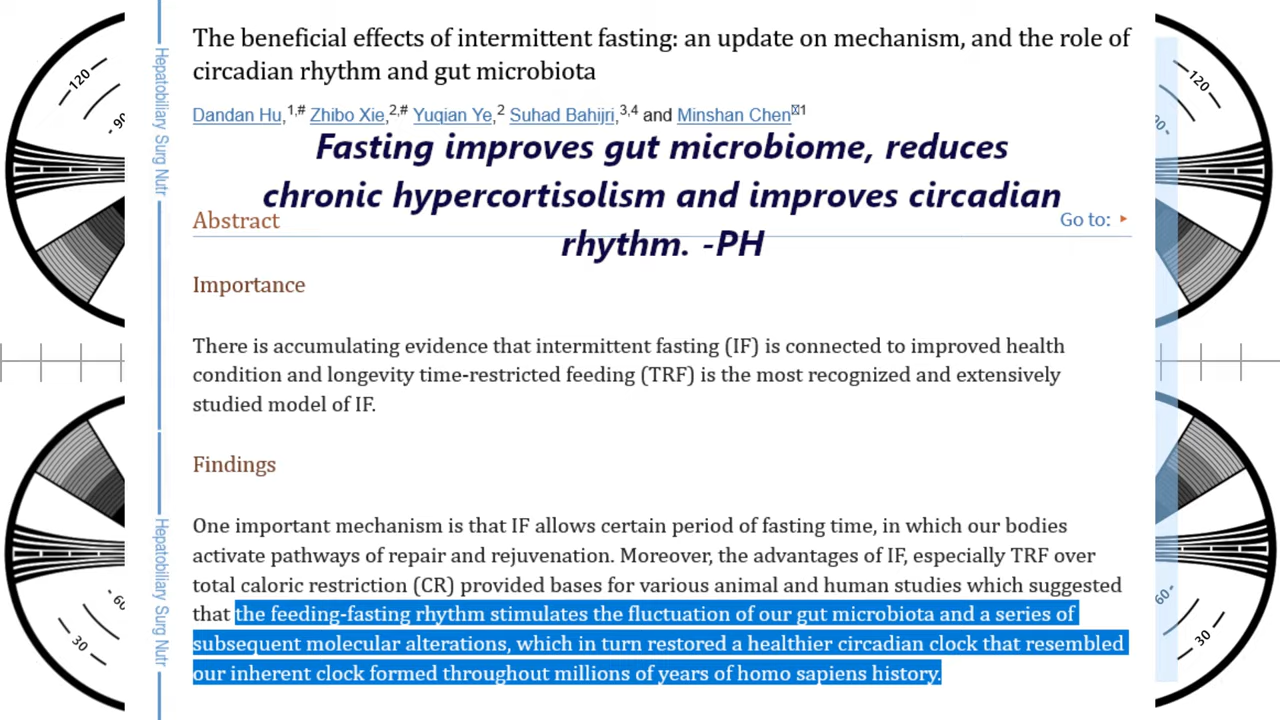 The beneficial effects of intermittent fasting: an update on mechanism, and the role of
circadian rhythm and gut microbiota
Dandan Hu,1,# Zhibo Xie,2,# Yuqian Ye,2 Suhad Bahijri,3,4 and Minshan Chen✉1
Fasting improves gut microbiome, reduces
chronic hypercortisolism and improves circadian
rhythm. -PH
Abstract
Go to:
Importance
There is accumulating evidence that intermittent fasting (IF) is connected to improved health
condition and longevity time-restricted feeding (TRF) is the most recognized and extensively
studied model of IF.
Findings
One important mechanism is that IF allows certain period of fasting time, in which our bodies
activate pathways of repair and rejuvenation. Moreover, the advantages of IF, especially TRF over
total caloric restriction (CR) provided bases for various animal and human studies which suggested
that the feeding-fasting rhythm stimulates the fluctuation of our gut microbiota and a series of
subsequent molecular alterations, which in turn restored a healthier circadian clock that resembled
our inherent clock formed throughout millions of years of homo sapiens history.
Hepatobiliary Surg Nutr
Hepatobiliary Surg Nutr
120
- 90
- 60
30
120
90-
60-
30